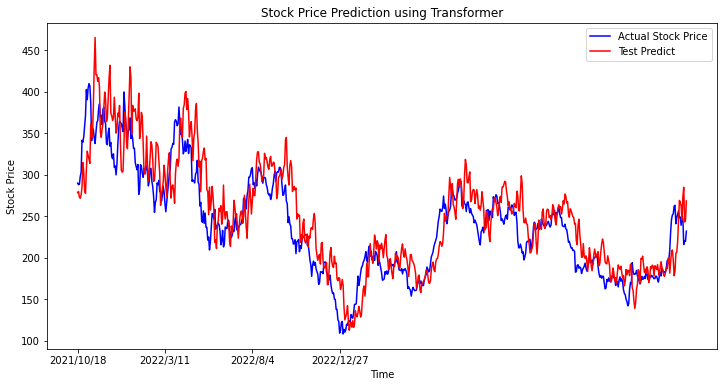 Stock Price Prediction using Transformer
Actual Stock Price
Test Predict
Stock Price
450
400
350
300
250
200
150
100
2021/10/18
2022/3/11
2022/8/4
2022/12/27
Time